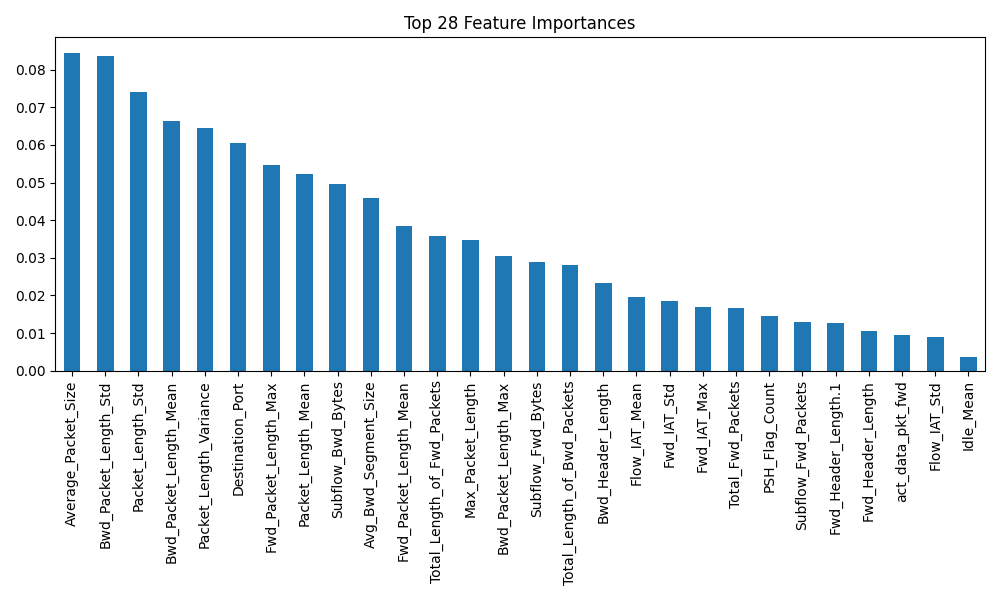 Top 28 Feature Importances
0.08
0.07
0.06
0.05
0.04
0.03
0.02
0.01
0.00
Average_Packet_Size
Bwd_Packet_Length_Std
Packet_Length_Std
Bwd_Packet_Length_Mean
Packet_Length_Variance
Destination_Port
Fwd_Packet_Length_Max
Packet_Length_Mean
Subflow_Bwd_Bytes
Avg_Bwd_Segment_Size
Fwd_Packet_Length_Mean
Total_Length_of_Fwd_Packets
Max_Packet_Length
Bwd_Packet_Length_Max
Subflow_Fwd_Bytes
Total_Length_of_Bwd_Packets
Bwd_Header_Length
Flow_IAT_Mean
Fwd_IAT_Std
Fwd_IAT_Max
Total_Fwd_Packets
PSH_Flag_Count
Subflow_Fwd_Packets
Fwd_Header_Length.1
Fwd_Header_Length
act_data_pkt_fwd
Flow_IAT_Std
Idle_Mean